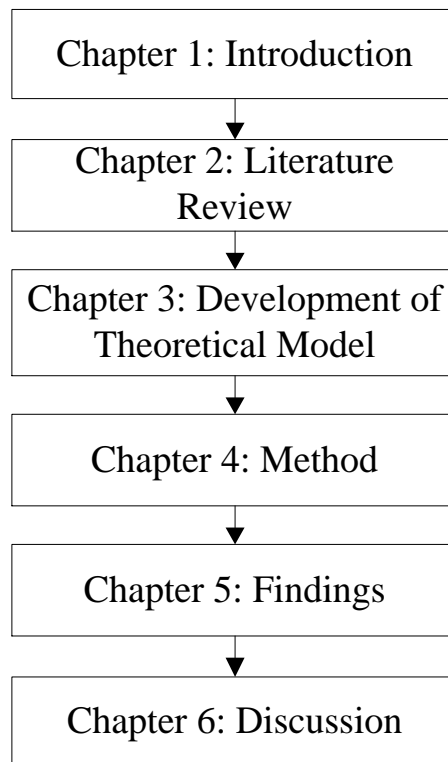 Chapter 1: Introduction
Chapter 2: Literature
Review
Chapter 3: Development of
Theoretical Model
Chapter 4: Method
Chapter 5: Findings
Chapter 6: Discussion